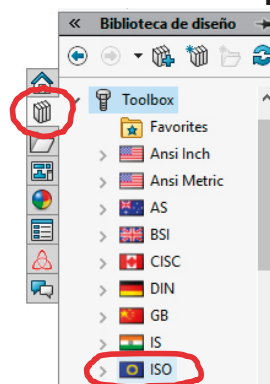 Biblioteca de diseño
Toolbox
Favorites
Ansi Inch
Ansi Metric
AS
BSI
CISC
DIN
GB
IS
ISO